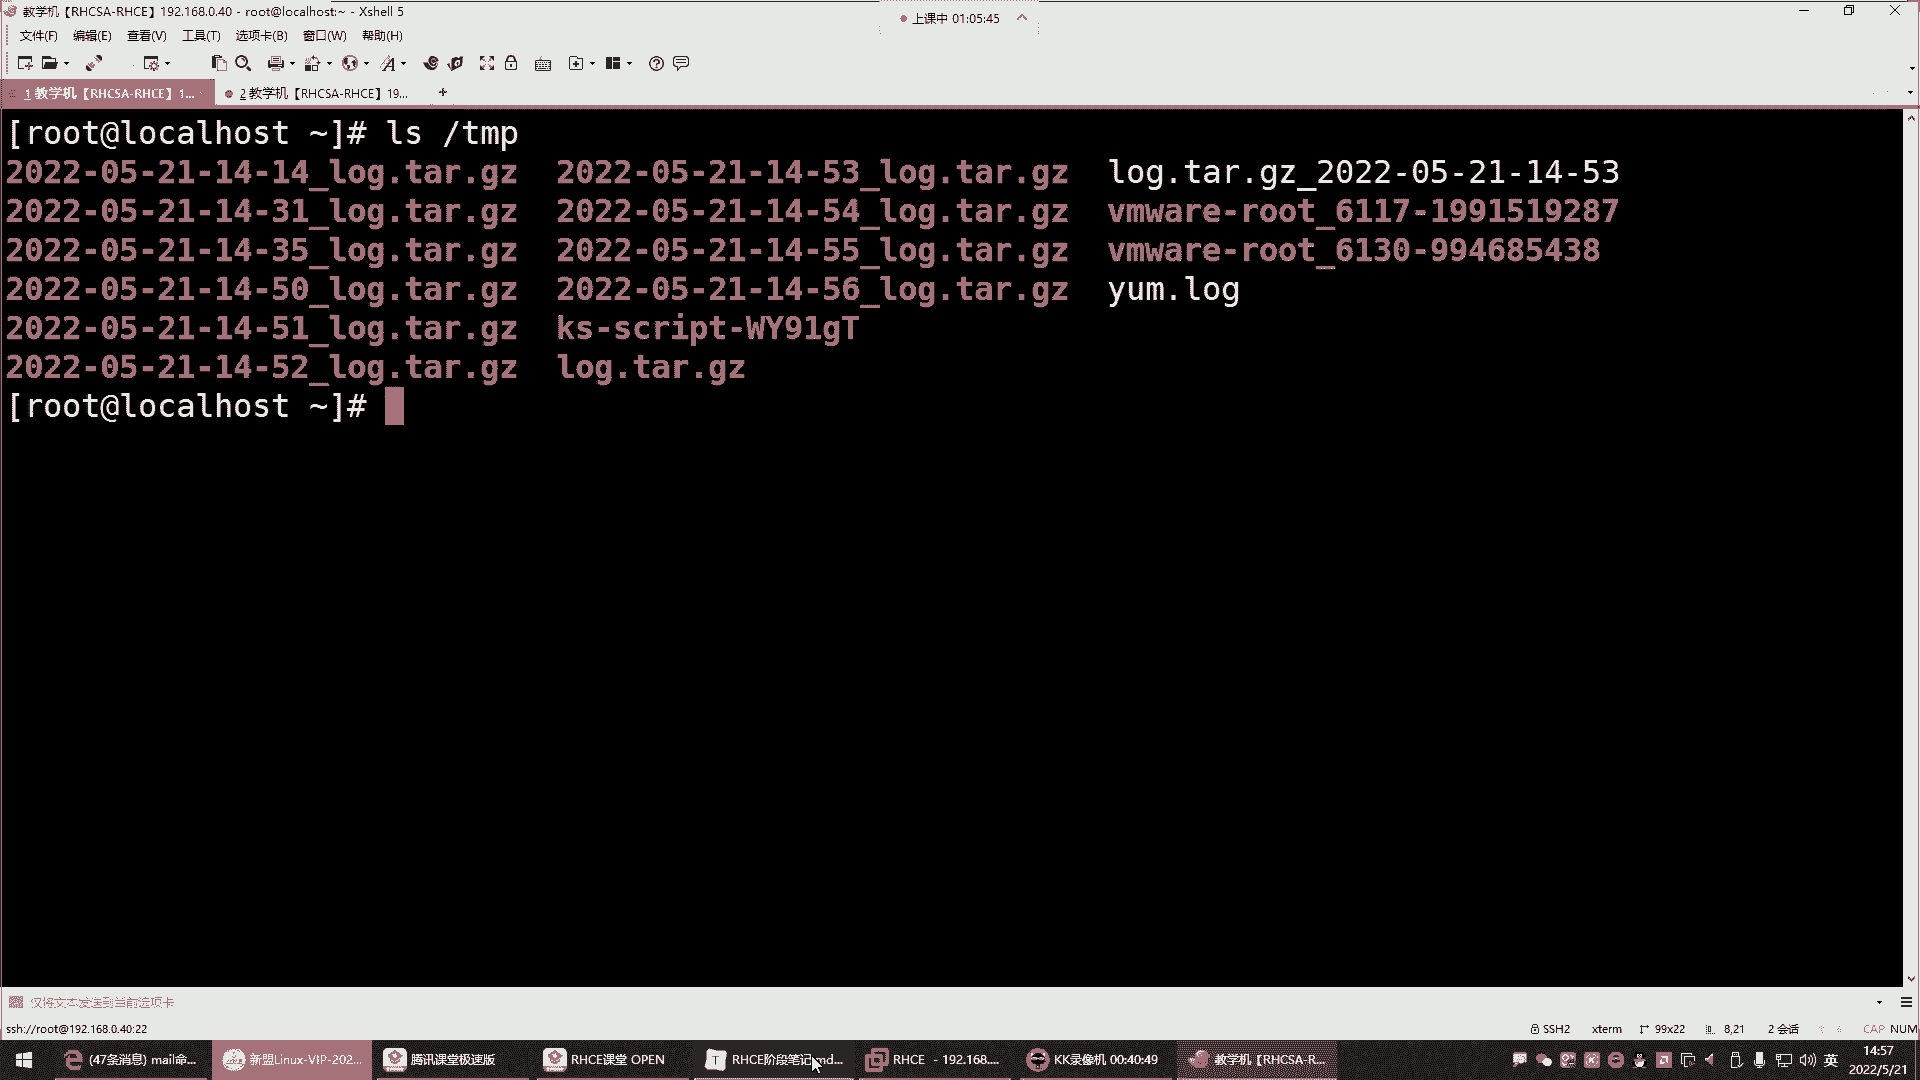 教学机【RHCSA-RHCE】192.168.0.40 - root@localhost:~ - Xshell 5
上课中 01:05:45
文件(F) 编辑(E) 查看(V) 工具(T) 选项卡(B) 窗口(W) 帮助(H)
1 教学机【RHCSA-RHCE】1... 2 教学机【RHCSA-RHCE】19... +
[root@localhost ~]# ls /tmp
2022-05-21-14-14_log.tar.gz 2022-05-21-14-53_log.tar.gz log.tar.gz_2022-05-21-14-53
2022-05-21-14-31_log.tar.gz 2022-05-21-14-54_log.tar.gz vmware-root_6117-1991519287
2022-05-21-14-35_log.tar.gz 2022-05-21-14-55_log.tar.gz vmware-root_6130-994685438
2022-05-21-14-50_log.tar.gz 2022-05-21-14-56_log.tar.gz yum.log
2022-05-21-14-51_log.tar.gz ks-script-WY91gT
2022-05-21-14-52_log.tar.gz log.tar.gz
[root@localhost ~]#
仅将文本发送到当前选项卡
ssh://root@192.168.0.40:22 SSH2 xterm 99x22 8,21 2 会话 CAP NUM
(47条消息) mail命... 新盟Linux-VIP-202... 腾讯课堂极速版 RHCE课堂 OPEN RHCE阶段笔记.md... RHCE - 192.168.... KK录像机 00:40:49 教学机【RHCSA-R... 英 14:57
2022/5/21